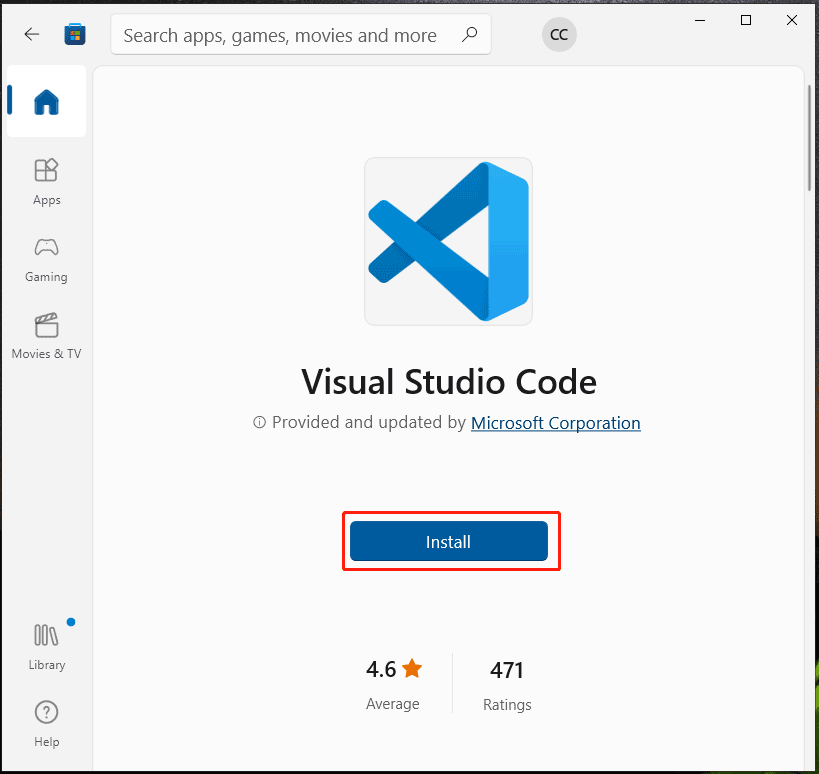 Search apps, games, movies and more
CC
Apps
Gaming
Movies & TV
Visual Studio Code
Provided and updated by Microsoft Corporation
Install
4.6 471
Average Ratings
Library
Help